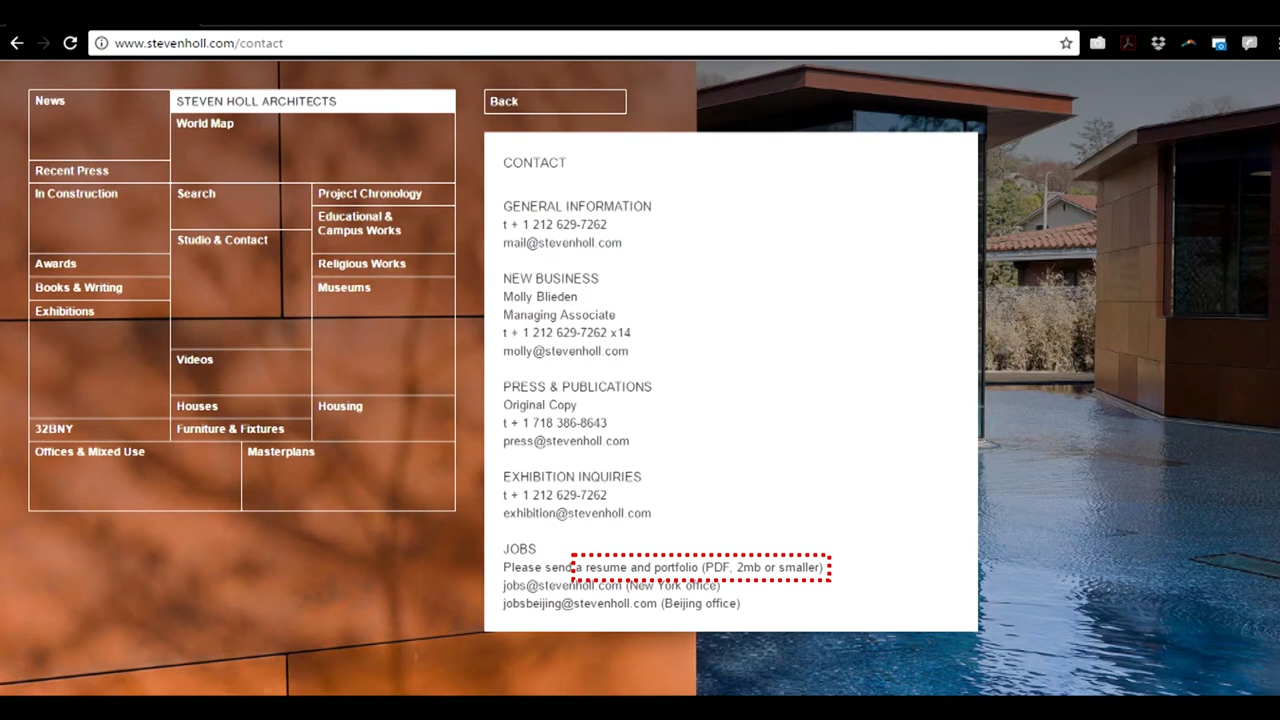 www.stevenholl.com/contact
News
STEVEN HOLL ARCHITECTS
World Map
Recent Press
In Construction
Search
Project Chronology
Educational &
Campus Works
Studio & Contact
Awards
Religious Works
Books & Writing
Museums
Exhibitions
Videos
Houses
Housing
32BNY
Furniture & Fixtures
Offices & Mixed Use
Masterplans
Back
CONTACT
GENERAL INFORMATION
t + 1 212 629-7262
mail@stevenholl.com
NEW BUSINESS
Molly Blieden
Managing Associate
t + 1 212 629-7262 x14
molly@stevenholl.com
PRESS & PUBLICATIONS
Original Copy
t + 1 718 386-8643
press@stevenholl.com
EXHIBITION INQUIRIES
t + 1 212 629-7262
exhibition@stevenholl.com
JOBS
Please send a resume and portfolio (PDF, 2mb or smaller)
jobs@stevenholl.com (New York office)
jobsbeijing@stevenholl.com (Beijing office)